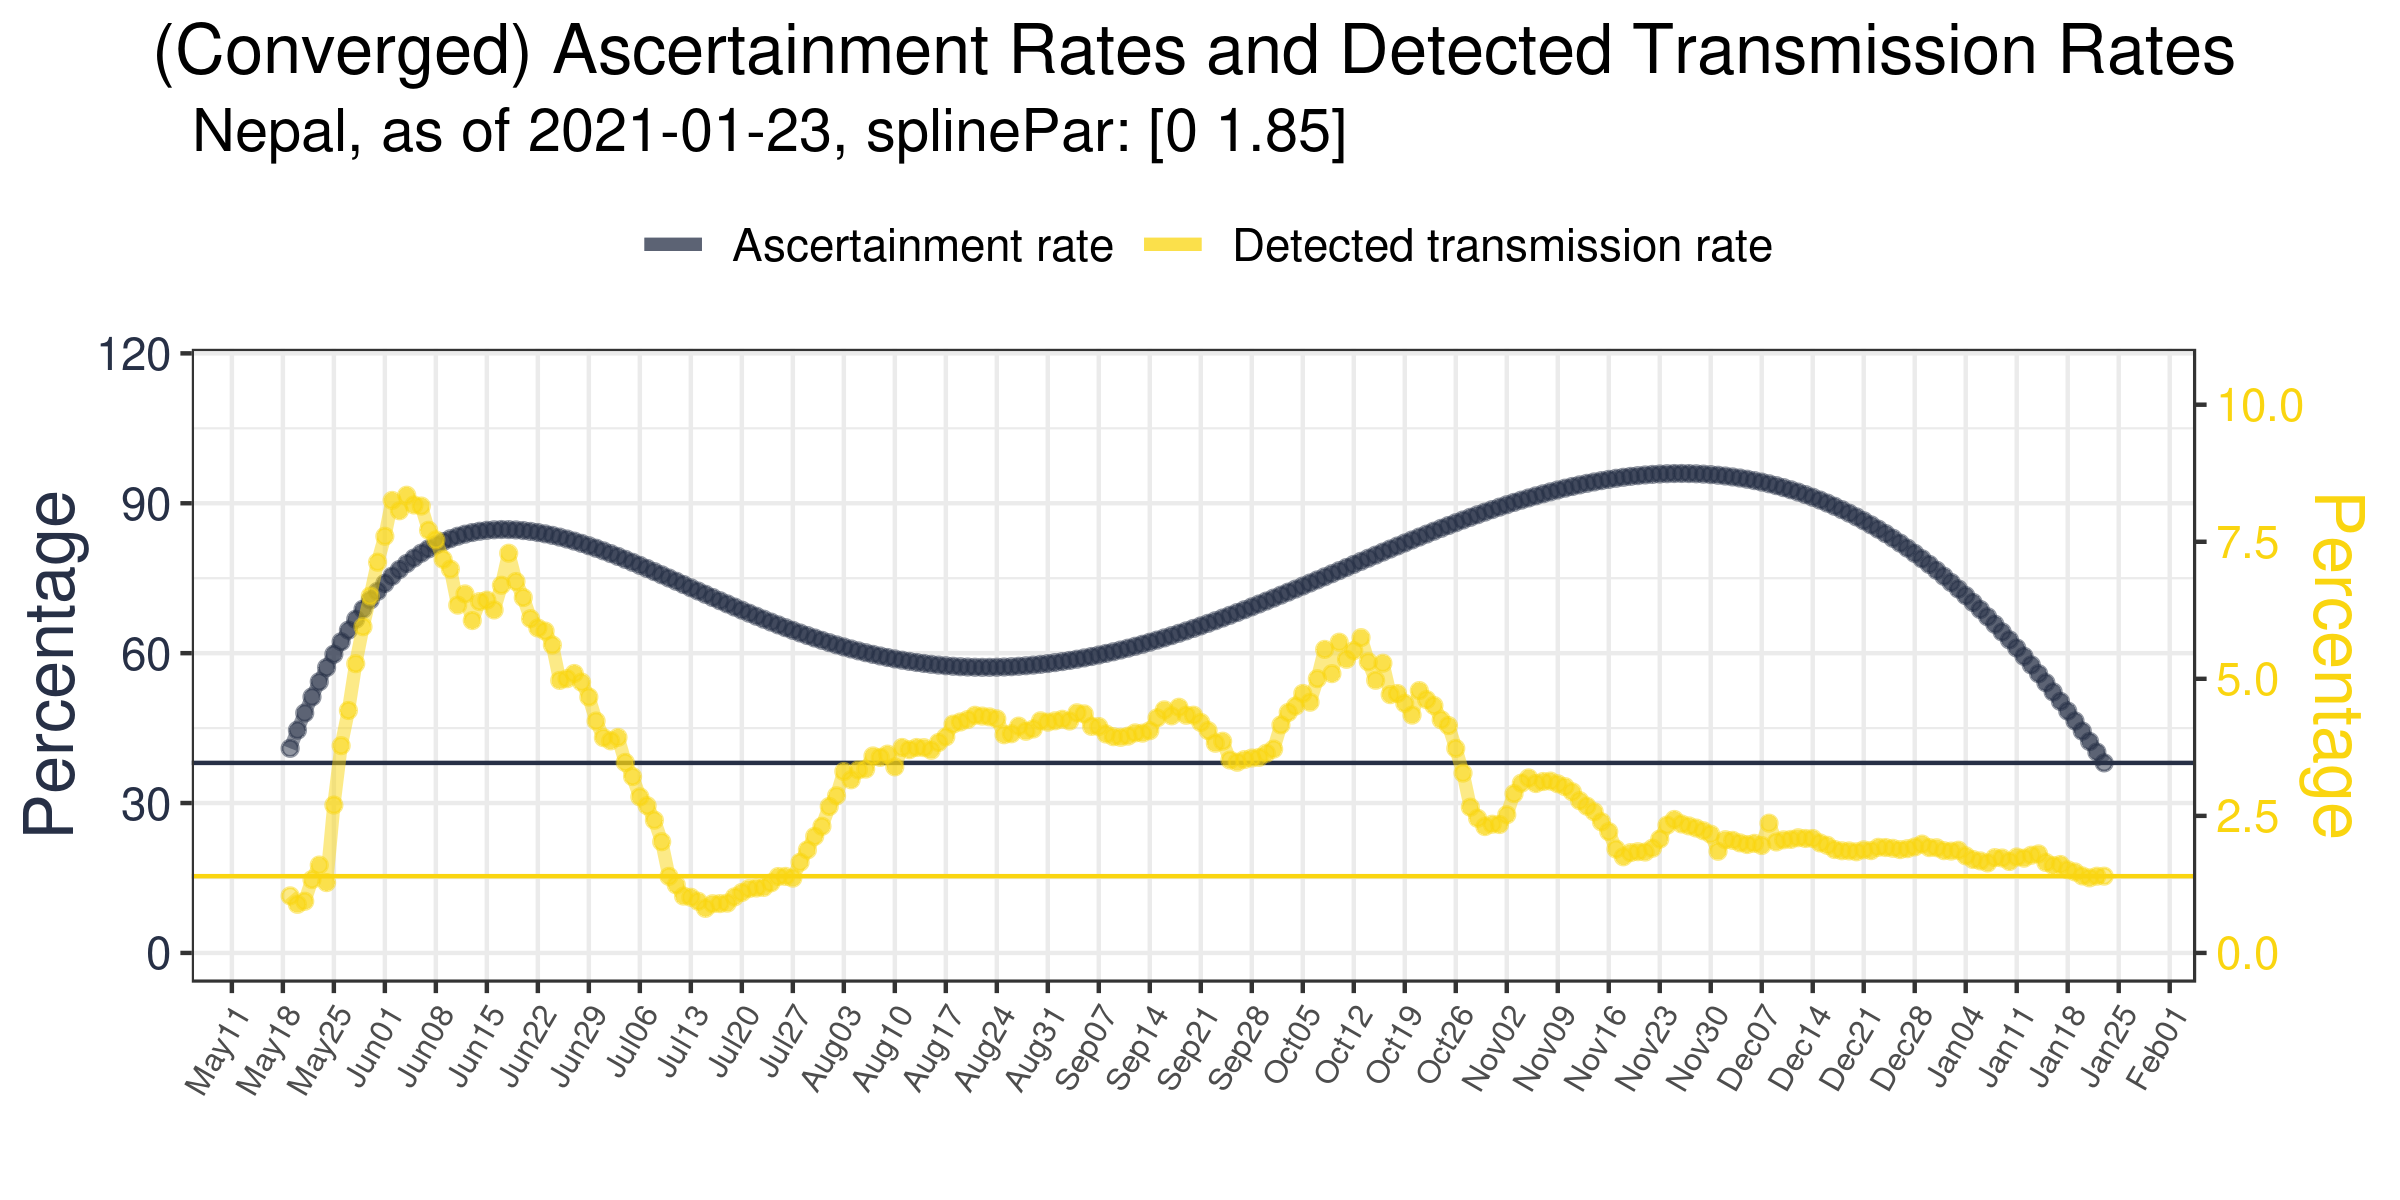 (Converged) Ascertainment Rates and Detected Transmission Rates
Nepal, as of 2021-01-23, splinePar: [0 1.85]
Ascertainment rate
Detected transmission rate
Percentage
120
90
60
30
0
10.0
7.5
5.0
2.5
0.0
Percentage
May11
May18
May25
Jun01
Jun08
Jun15
Jun22
Jun29
Jul06
Jul13
Jul20
Jul27
Aug03
Aug10
Aug17
Aug24
Aug31
Sep07
Sep14
Sep21
Sep28
Oct05
Oct12
Oct19
Oct26
Nov02
Nov09
Nov16
Nov23
Nov30
Dec07
Dec14
Dec21
Dec28
Jan04
Jan11
Jan18
Jan25
Feb01